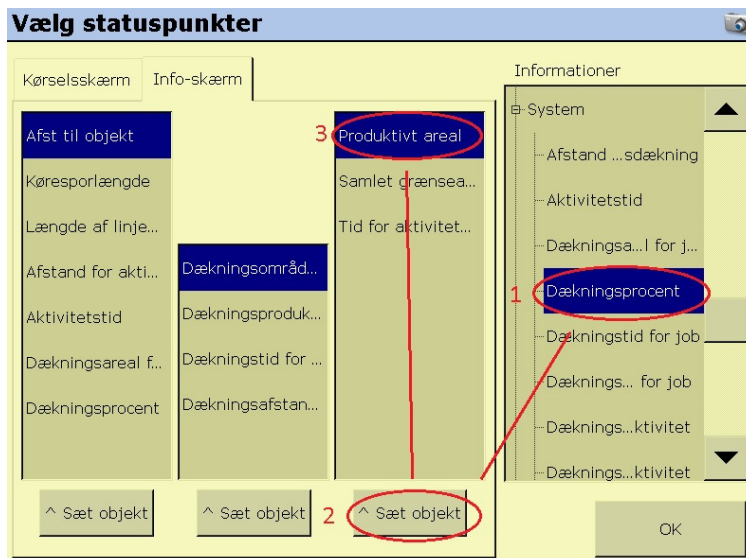 Vælg statuspunkter
Kørselsskærm
Info-skærm
Afst til objekt
Køresporlængde
Længde af linje...
Afstand for akti...
Aktivitetstid
Dækningsareal f...
Dækningsprocent
^ Sæt objekt
Dækningsområd...
Dækningsproduk...
Dækningstid for ...
Dækningsafstan...
^ Sæt objekt
3
Produktivt areal
Samlet grænsea...
Tid for aktivitet...
2
^ Sæt objekt
Informationer
System
Afstand ...sdækning
Aktivitetstid
Dækningsa...l for j...
1
Dækningsprocent
Dækningstid for job
Dæknings... for job
Dæknings...ktivitet
Dæknings...ktivitet
OK